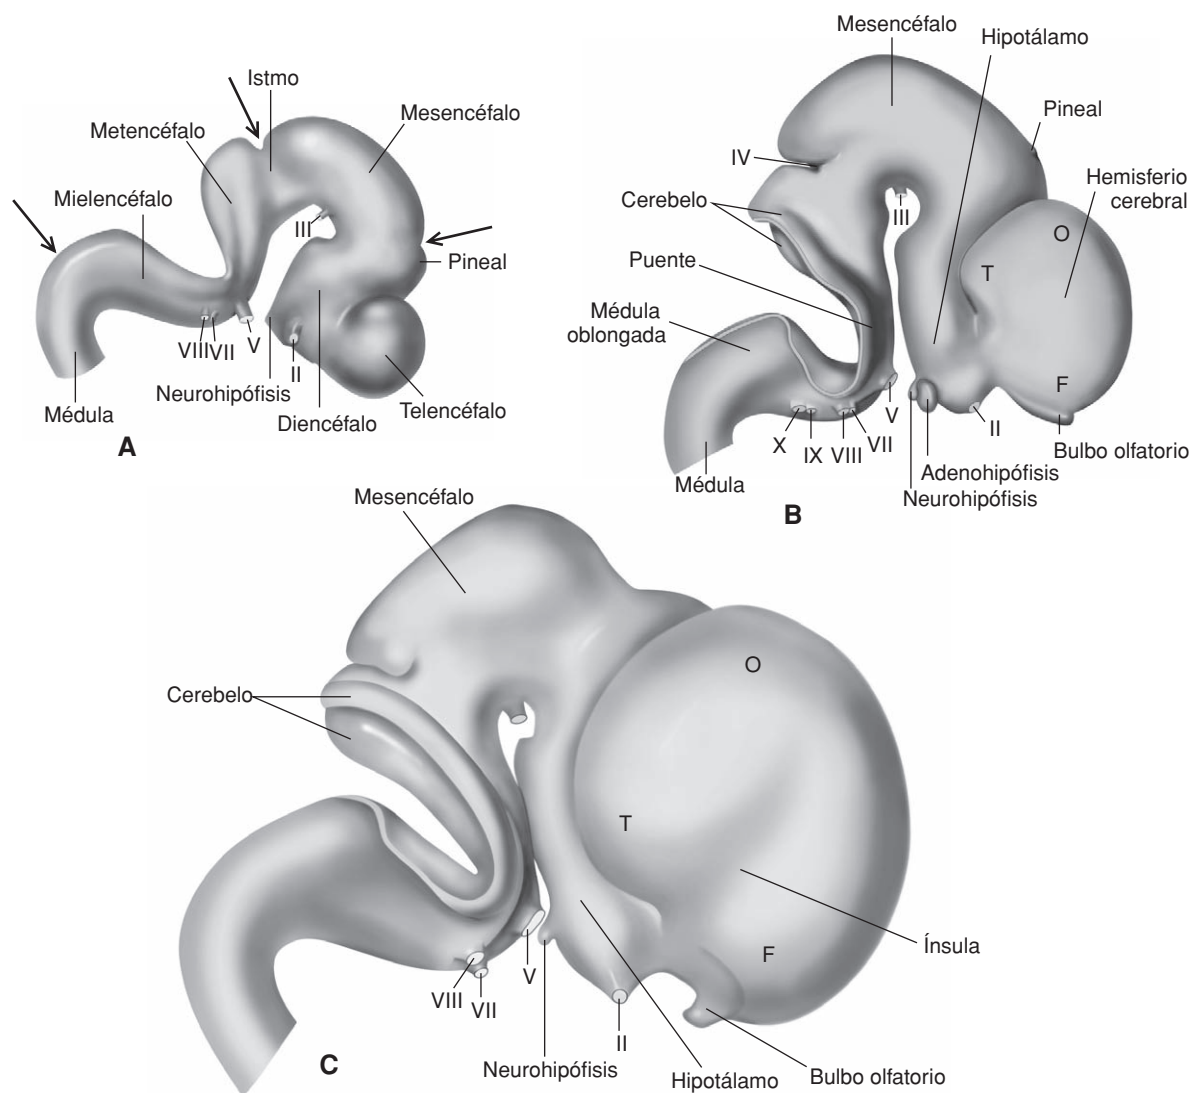 Istmo
Metencéfalo
Mesencéfalo
Mielencéfalo
III
Pineal
VIII
VII
V
II
Neurohipófisis
Médula
Diencéfalo
Telencéfalo
A
Mesencéfalo
Hipotálamo
Pineal
IV
Hemisferio
cerebral
Cerebelo
III
O
T
Puente
Médula
oblongada
F
V
X
IX
VIII
VII
II
Bulbo olfatorio
Adenohipófisis
Médula
Neurohipófisis
B
Mesencéfalo
O
Cerebelo
T
Ínsula
F
V
VIII
VII
II
C
Neurohipófisis
Hipotálamo
Bulbo olfatorio